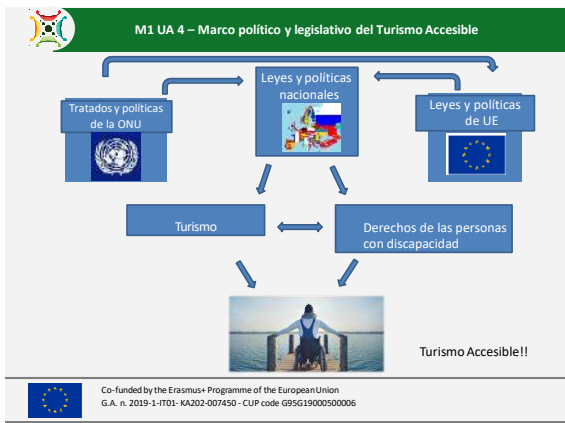 M1 UA 4 – Marco político y legislativo del Turismo Accesible
Tratados y políticas
de la ONU
Leyes y políticas
nacionales
Leyes y políticas
de UE
Turismo
Derechos de las personas
con discapacidad
Turismo Accesible!!
Co-funded by the Erasmus+ Programme of the European Union
G.A. n. 2019-1-IT01- KA202-007450 - CUP code G95G19000500006